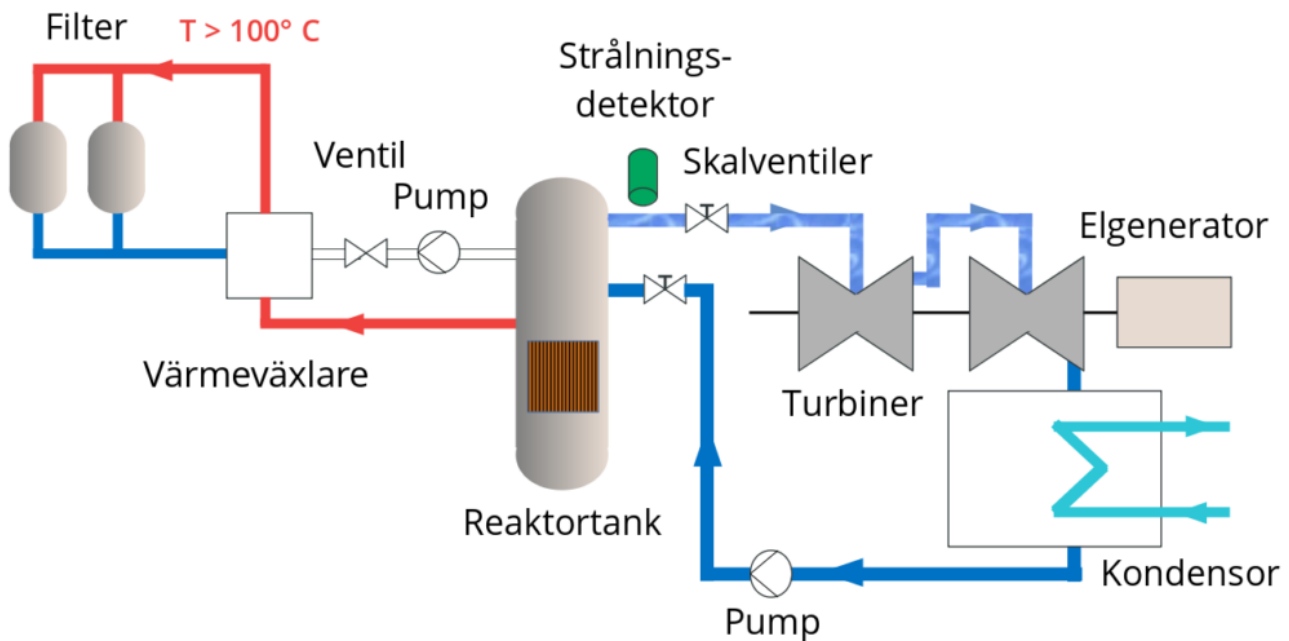 Filter
T > 100° C
Strålnings-
detektor
Ventil
Skalventiler
Pump
Elgenerator
Värmeväxlare
Turbiner
Reaktortank
Kondensor
Pump